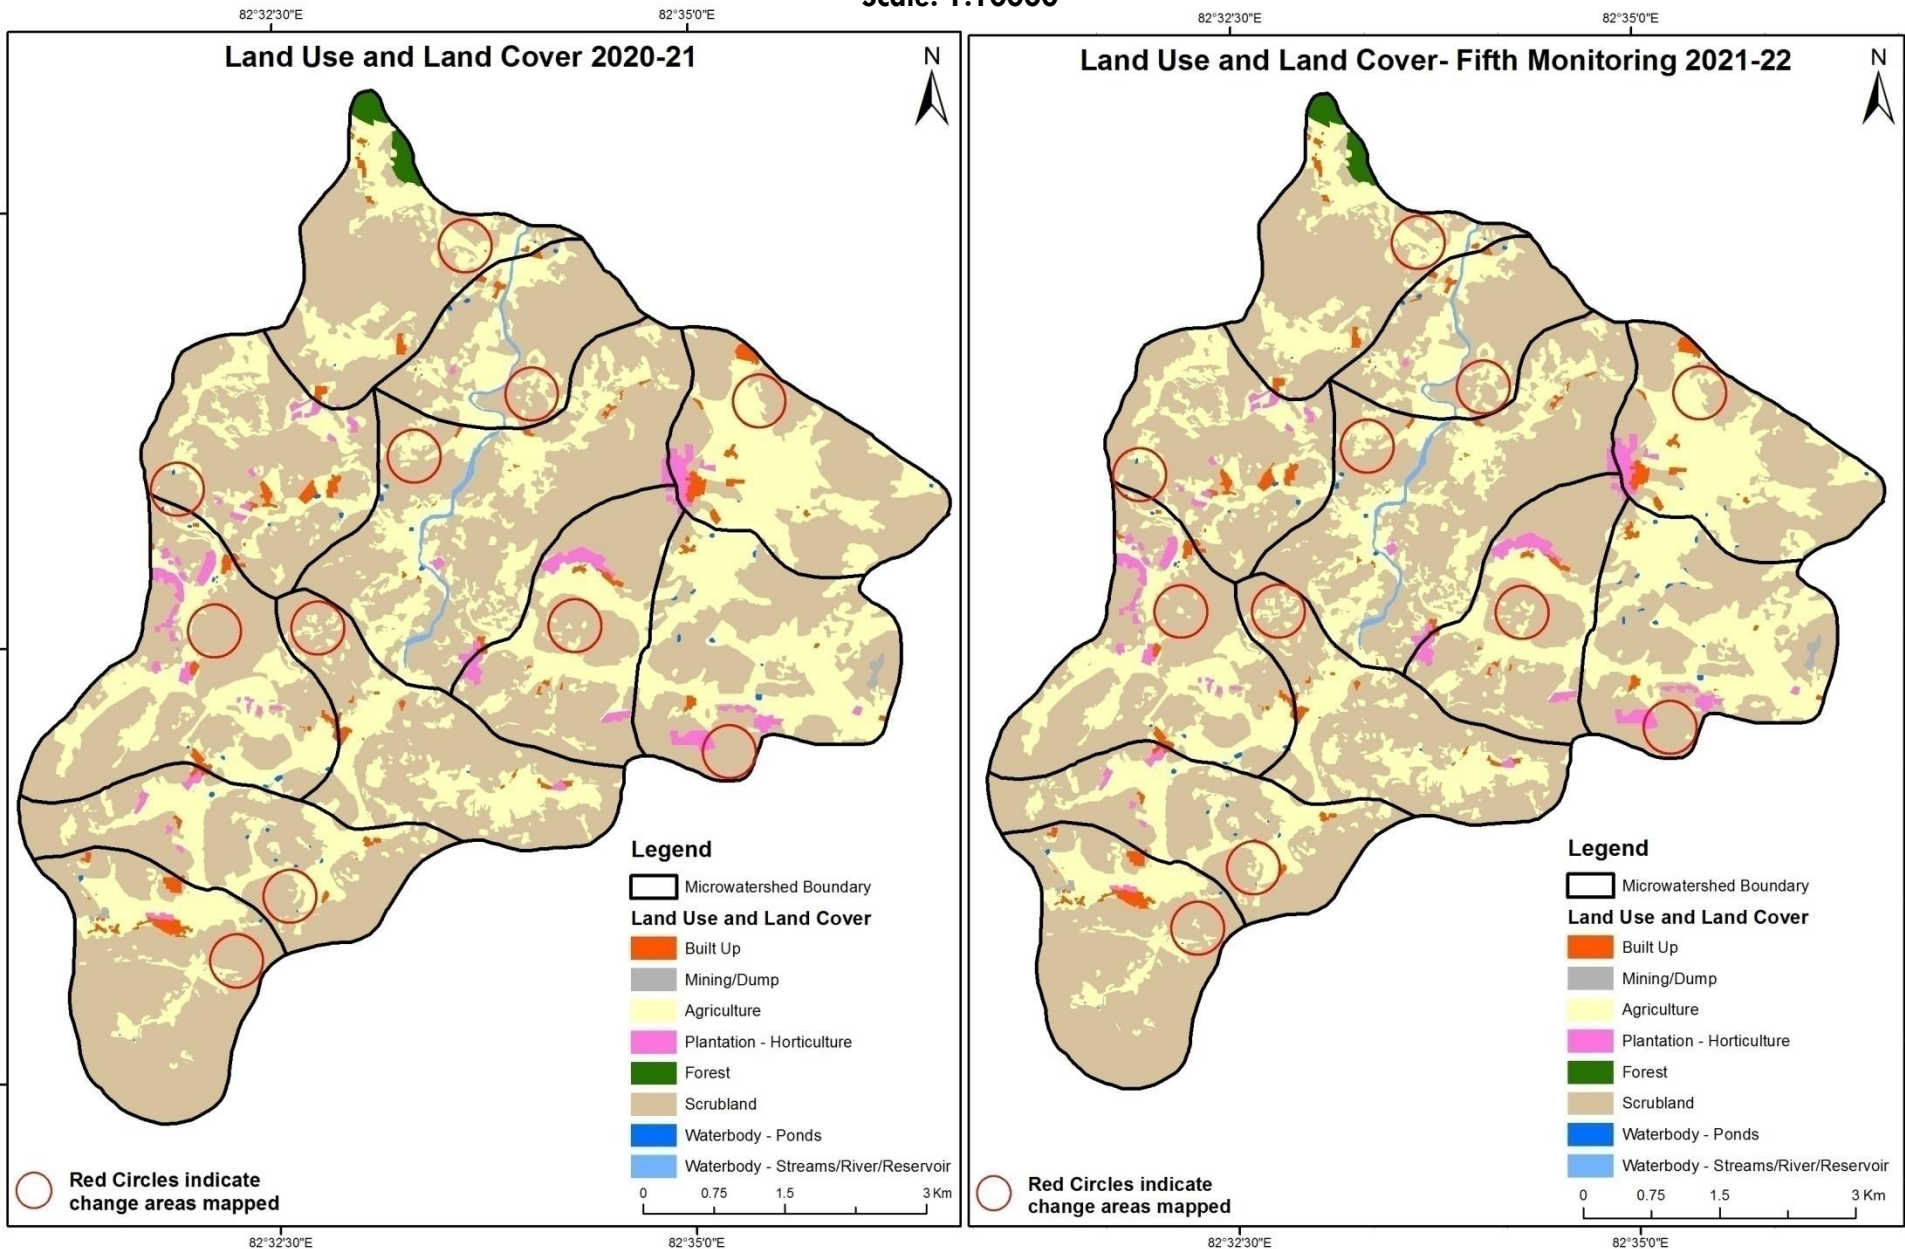 Scale: 1:10000
82°32'30"E
82°35'0"E
82°32'30"E
82°35'0"E
Land Use and Land Cover 2020-21
N
Legend
Microwatershed Boundary
Land Use and Land Cover
Built Up
Mining/Dump
Agriculture
Plantation - Horticulture
Forest
Scrubland
Waterbody - Ponds
Waterbody - Streams/River/Reservoir
0 0.75 1.5 3 Km
Red Circles indicate
change areas mapped
82°32'30"E
82°35'0"E
Land Use and Land Cover- Fifth Monitoring 2021-22
N
Legend
Microwatershed Boundary
Land Use and Land Cover
Built Up
Mining/Dump
Agriculture
Plantation - Horticulture
Forest
Scrubland
Waterbody - Ponds
Waterbody - Streams/River/Reservoir
0 0.75 1.5 3 Km
Red Circles indicate
change areas mapped
82°32'30"E
82°35'0"E